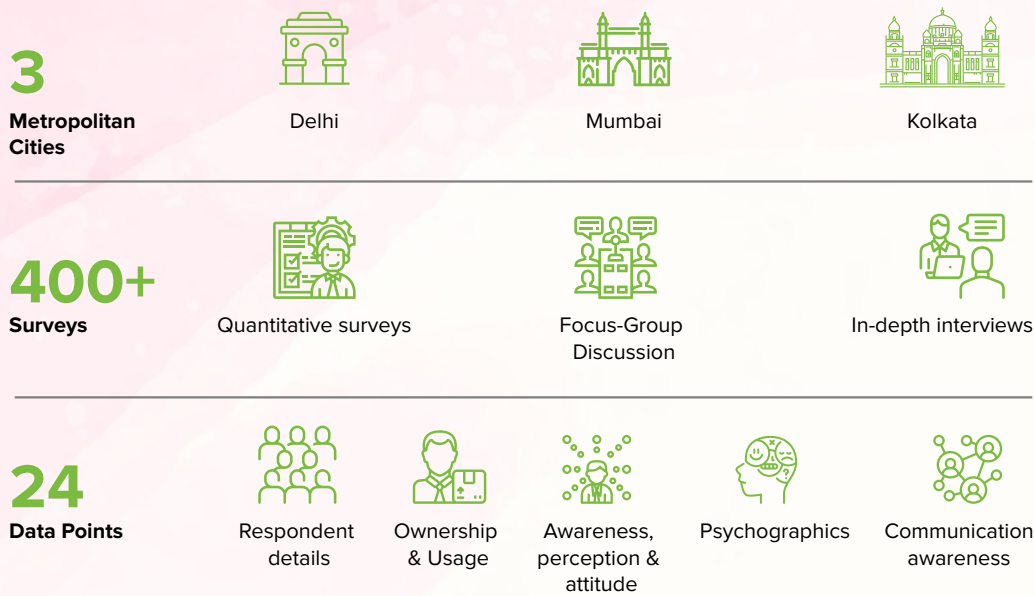 3
Metropolitan
Cities
Delhi
Mumbai
Kolkata
400+
Surveys
Quantitative surveys
Focus-Group
Discussion
In-depth interviews
24
Data Points
Respondent
details
Ownership
& Usage
Awareness,
perception &
attitude
Psychographics
Communication
awareness